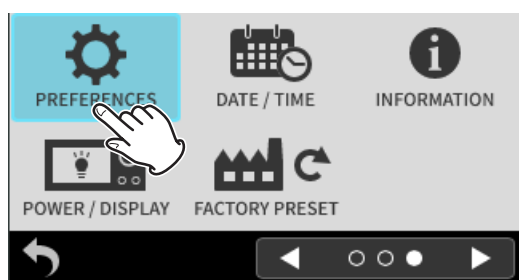 PREFERENCES
DATE / TIME
INFORMATION
POWER / DISPLAY
FACTORY PRESET